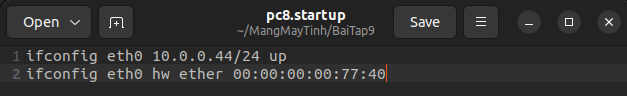 Open
pc8.startup
~/MangMayTinh/BaiTap9
Save
1 ifconfig eth0 10.0.0.44/24 up
2 ifconfig eth0 hw ether 00:00:00:00:77:40